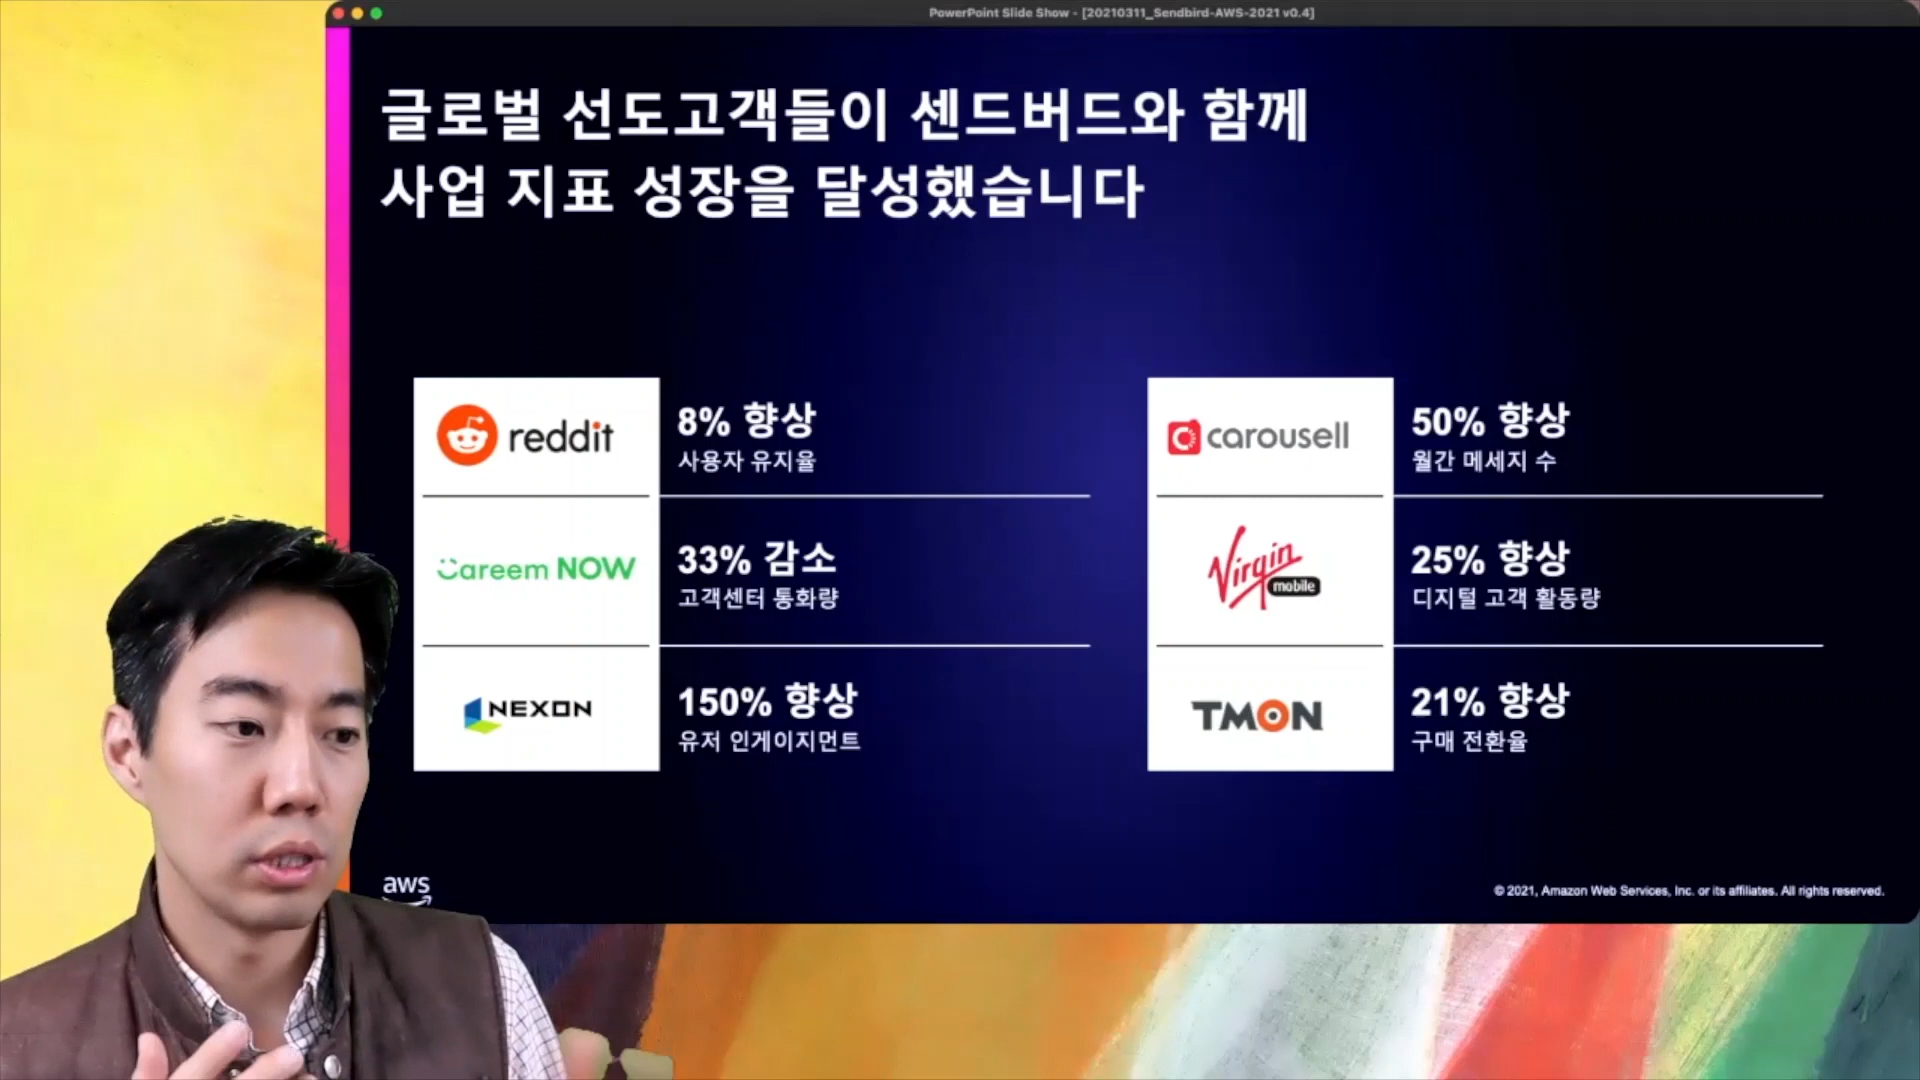 PowerPoint Slide Show - [20210311_Sendbird-AWS-2021 v0.4]
글로벌 선도고객들이 센드버드와 함께
사업 지표 성장을 달성했습니다
reddit
8% 향상
사용자 유지율
Careem NOW
33% 감소
고객센터 통화량
NEXON
150% 향상
유저 인게이지먼트
carousell
50% 향상
월간 메세지 수
Virgin
mobile
25% 향상
디지털 고객 활동량
TMON
21% 향상
구매 전환율
aws
© 2021, Amazon Web Services, Inc. or its affiliates. All rights reserved.